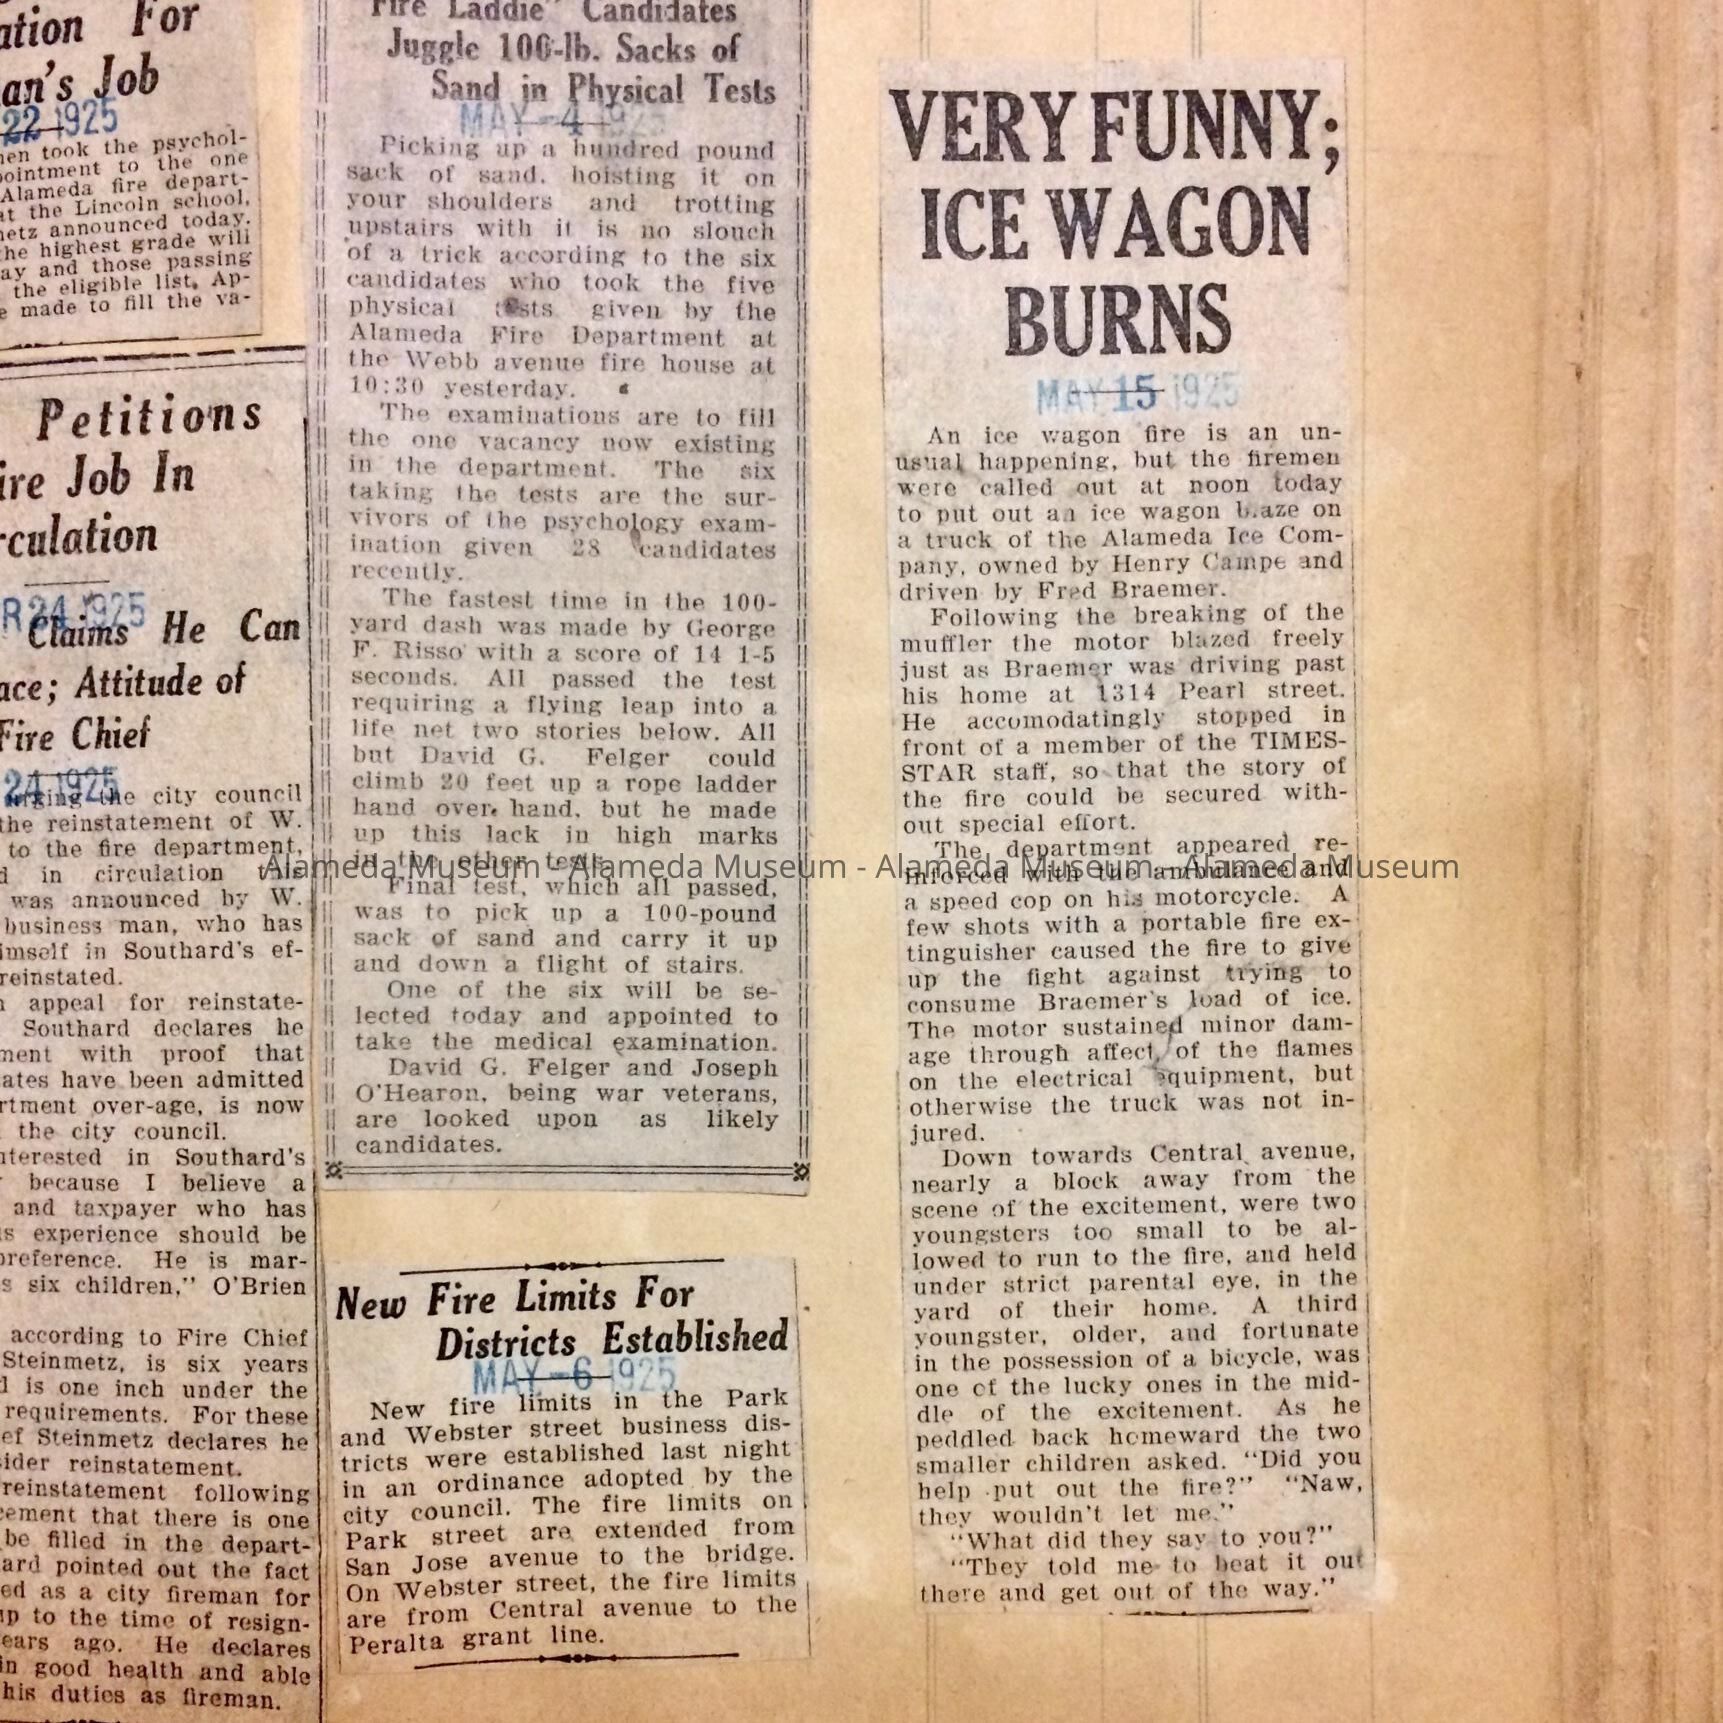 ation For
an's Job
22 1925
en took the psychol-
ointment to the one
Alameda fire depart-
at the Lincoln school,
metz announced today.
he highest grade will
ay and those passing
the eligible list. Ap-
e made to fill the va-
Petitions
ire Job In
rculation
R 24 1925
Claims He Can
ace; Attitude of
Fire Chief
24 1925
urging the city council
the reinstatement of W.
to the fire department,
d in circulation this
was announced by W.
business man, who has
imself in Southard's ef-
reinstated.
appeal for reinstate-
Southard declares he
ment with proof that
ates have been admitted
rtment over-age, is now
the city council.
nterested in Southard's
because I believe a
and taxpayer who has
s experience should be
preference. He is mar-
s six children," O'Brien
according to Fire Chief
Steinmetz, is six years
d is one inch under the
requirements. For these
ef Steinmetz declares he
sider reinstatement.
reinstatement following
cement that there is one
be filled in the depart-
ard pointed out the fact
ed as a city fireman for
up to the time of resign-
ears ago. He declares
in good health and able
his duties as fireman.
Fire Laddie" Candidates
Juggle 100-lb. Sacks of
Sand in Physical Tests
MAY -4 192
Picking up a hundred pound
sack of sand, hoisting it on
your shoulders and trotting
upstairs with it is no slouch
of a trick according to the six
candidates who took the five
physical tests given by the
Alameda Fire Department at
the Webb avenue fire house at
10:30 yesterday.
The examinations are to fill
the one vacancy now existing
in the department. The six
taking the tests are the sur-
vivors of the psychology exam-
ination given 28 candidates
recently.
The fastest time in the 100-
yard dash was made by George
F. Risso with a score of 14 1-5
seconds. All passed the test
requiring a flying leap into a
life net two stories below. All
but David G. Felger could
climb 20 feet up a rope ladder
hand over hand, but he made
up this lack in high marks
in the other tests.
Final test, which all passed,
was to pick up a 100-pound
sack of sand and carry it up
and down a flight of stairs.
One of the six will be se-
lected today and appointed to
take the medical examination.
David G. Felger and Joseph
O'Hearon, being war veterans,
are looked upon as likely
candidates.
New Fire Limits For
Districts Established
MAY -6 1925
New fire limits in the Park
and Webster street business dis-
tricts were established last night
in an ordinance adopted by the
city council. The fire limits on
Park street are extended from
San Jose avenue to the bridge.
On Webster street, the fire limits
are from Central avenue to the
Peralta grant line.
VERY FUNNY;
ICE WAGON
BURNS
MAY 15 1925
An ice wagon fire is an un-
usual happening, but the firemen
were called out at noon today
to put out an ice wagon blaze on
a truck of the Alameda Ice Com-
pany, owned by Henry Campe and
driven by Fred Braemer.
Following the breaking of the
muffler the motor blazed freely
just as Braemer was driving past
his home at 1314 Pearl street.
He accomodatingly stopped in
front of a member of the TIMES-
STAR staff, so that the story of
the fire could be secured with-
out special effort.
The department appeared re-
inforced with the ambulance and
a speed cop on his motorcycle. A
few shots with a portable fire ex-
tinguisher caused the fire to give
up the fight against trying to
consume Braemer's load of ice.
The motor sustained minor dam-
age through affect of the flames
on the electrical equipment, but
otherwise the truck was not in-
jured.
Down towards Central avenue,
nearly a block away from the
scene of the excitement, were two
youngsters too small to be al-
lowed to run to the fire, and held
under strict parental eye, in the
yard of their home. A third
youngster, older, and fortunate
in the possession of a bicycle, was
one of the lucky ones in the mid-
dle of the excitement. As he
peddled back homeward the two
smaller children asked. "Did you
help put out the fire?" "Naw,
they wouldn't let me."
"What did they say to you?"
"They told me to beat it out
there and get out of the way."
Alameda Museum - Alameda Museum - Alameda Museum - Alameda Museum